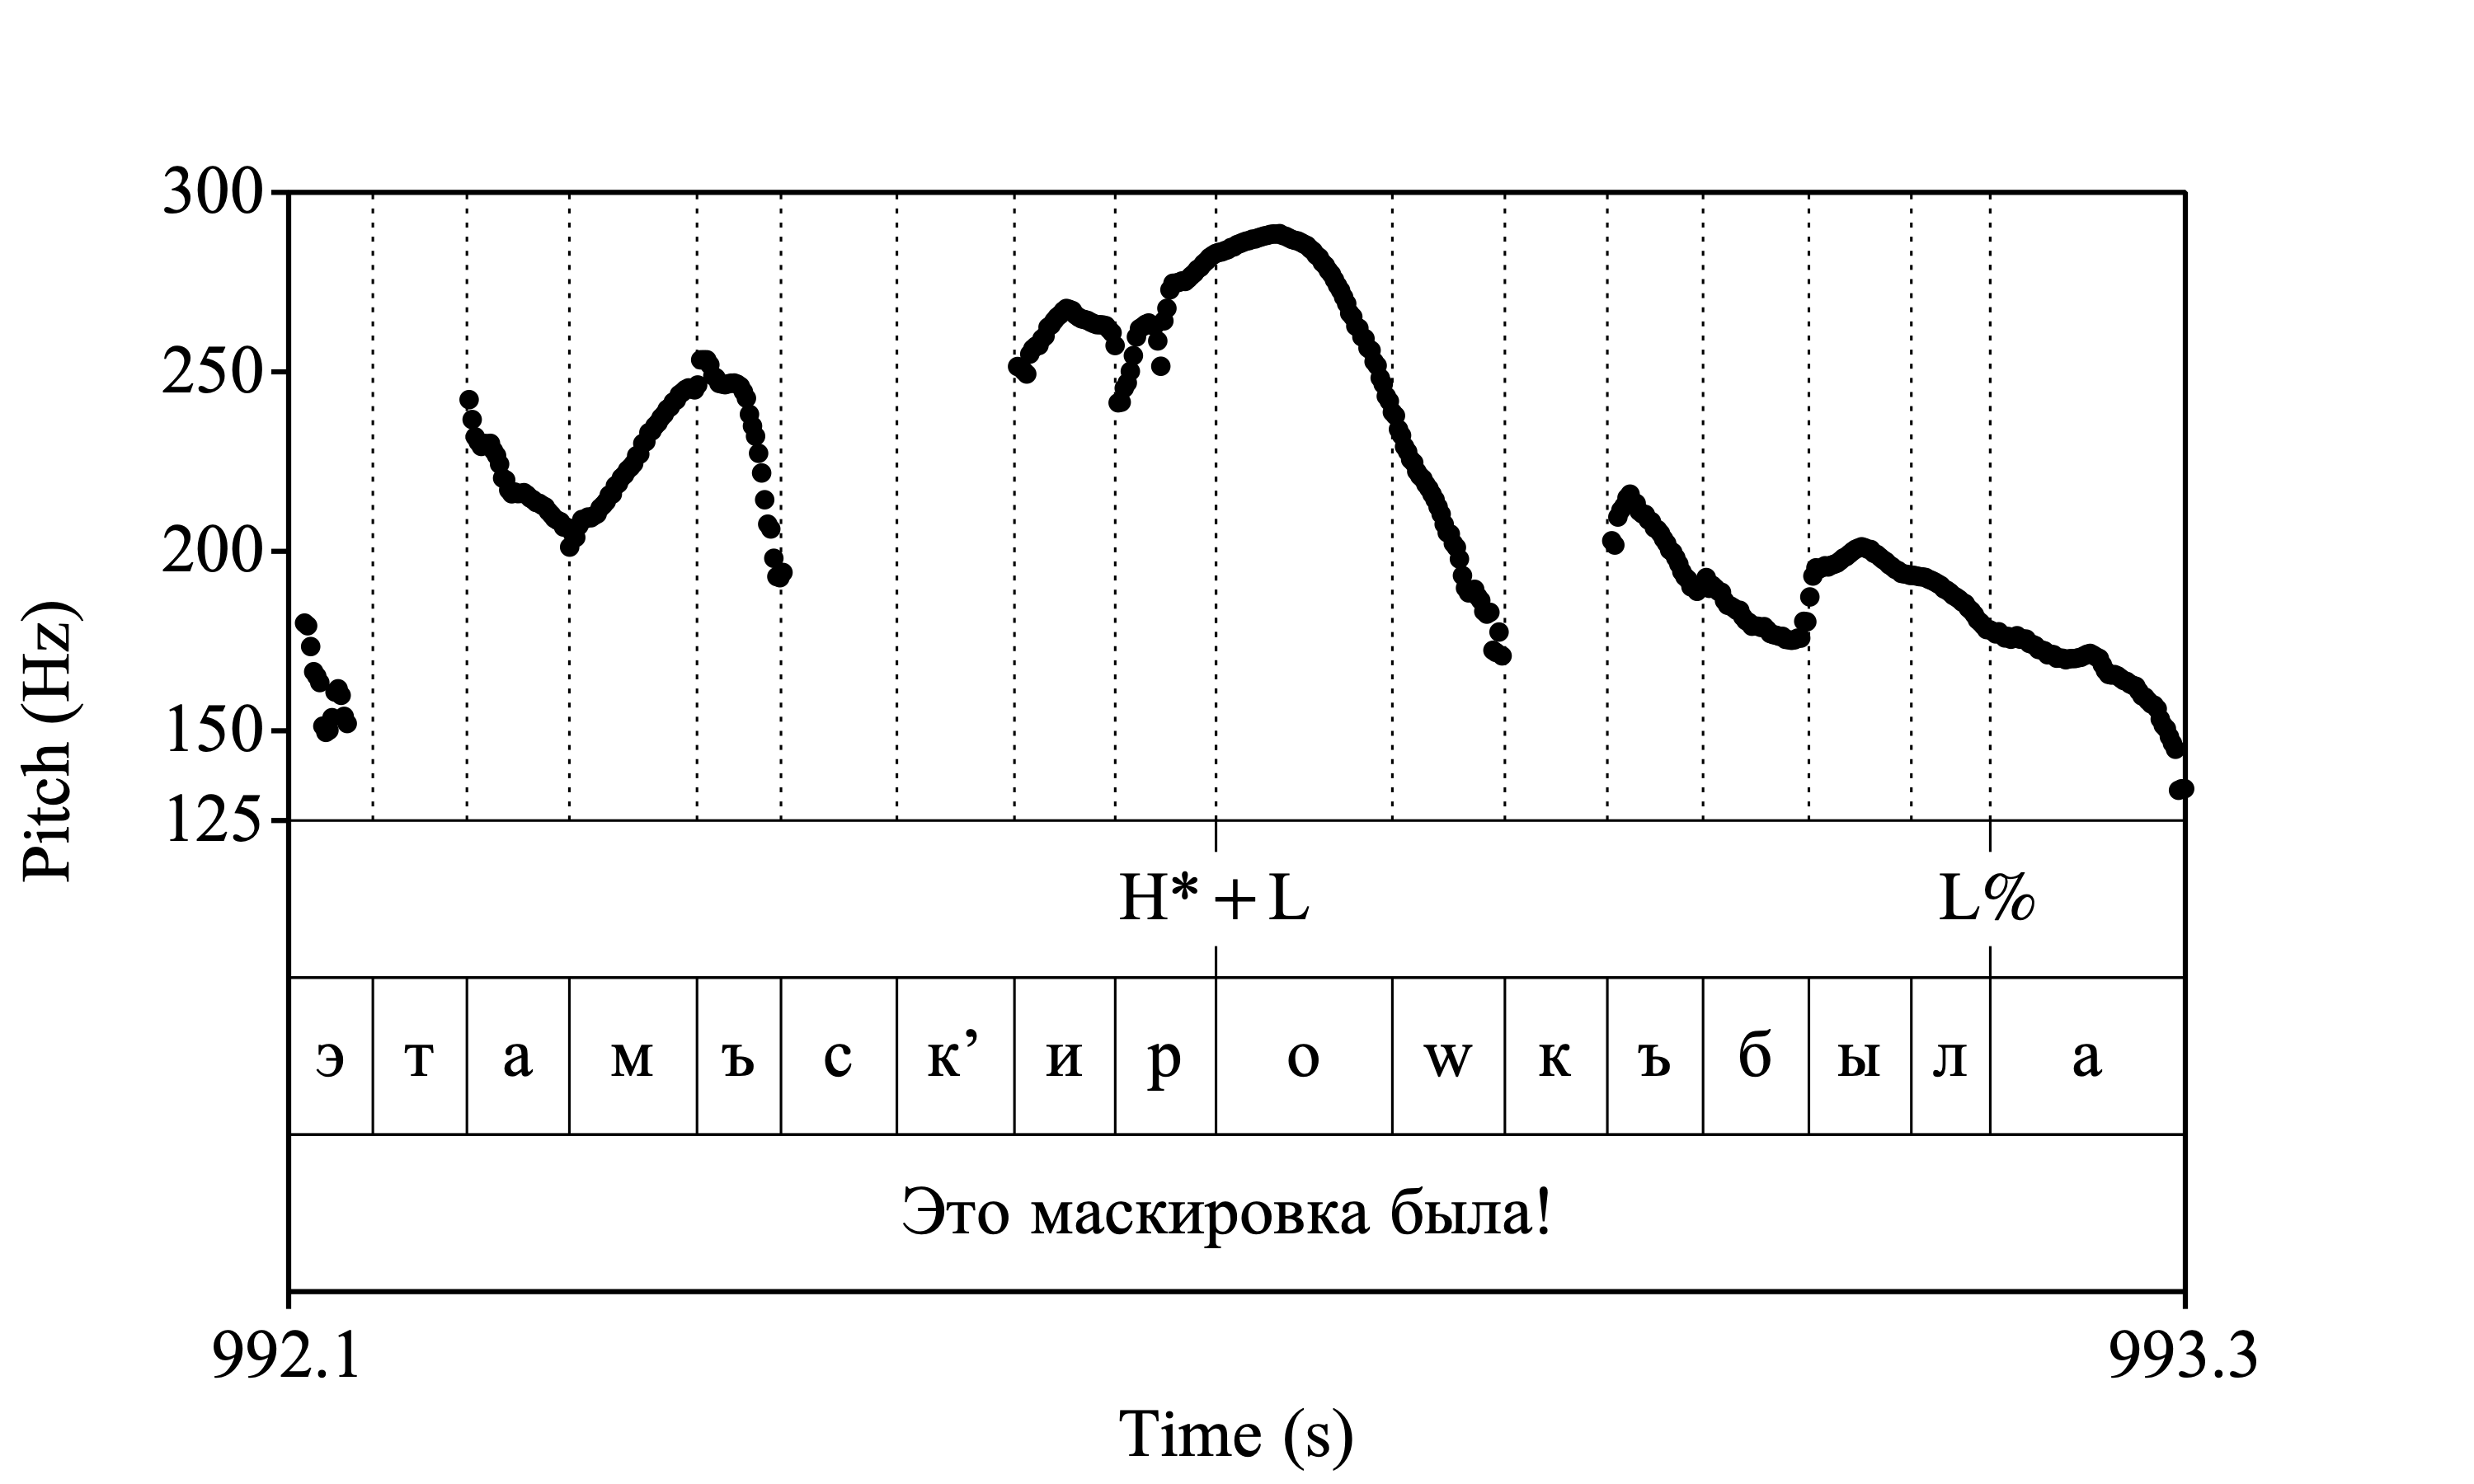 300
250
200
150
125
Pitch (Hz)
H*+L L%
э т а м ъ с к’ и р о w к ъ б ы л а
Это маскировка была!
992.1 993.3
Time (s)